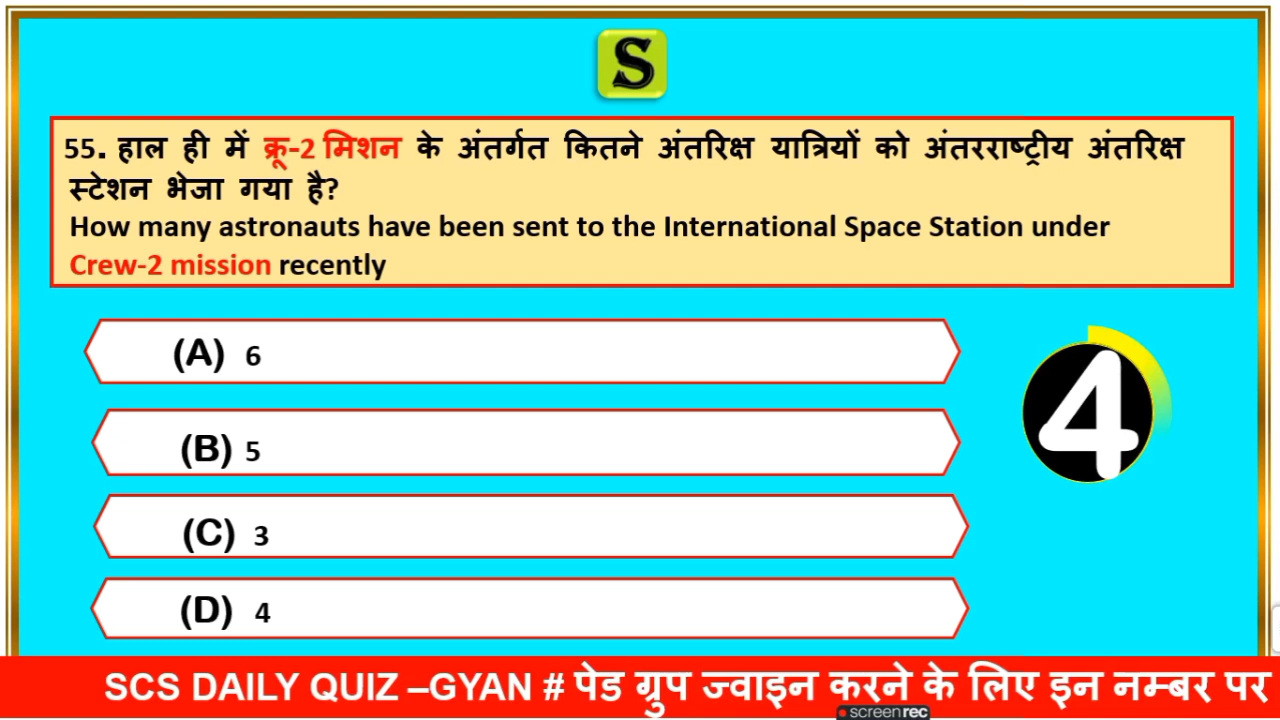 S
55. हाल ही में क्रू-2 मिशन के अंतर्गत कितने अंतरिक्ष यात्रियों को अंतरराष्ट्रीय अंतरिक्ष
स्टेशन भेजा गया है?
How many astronauts have been sent to the International Space Station under
Crew-2 mission recently
(A) 6
4
(B) 5
(C) 3
(D) 4
SCS DAILY QUIZ –GYAN # पेड ग्रुप ज्वाइन करने के लिए इन नम्बर पर
screenrec